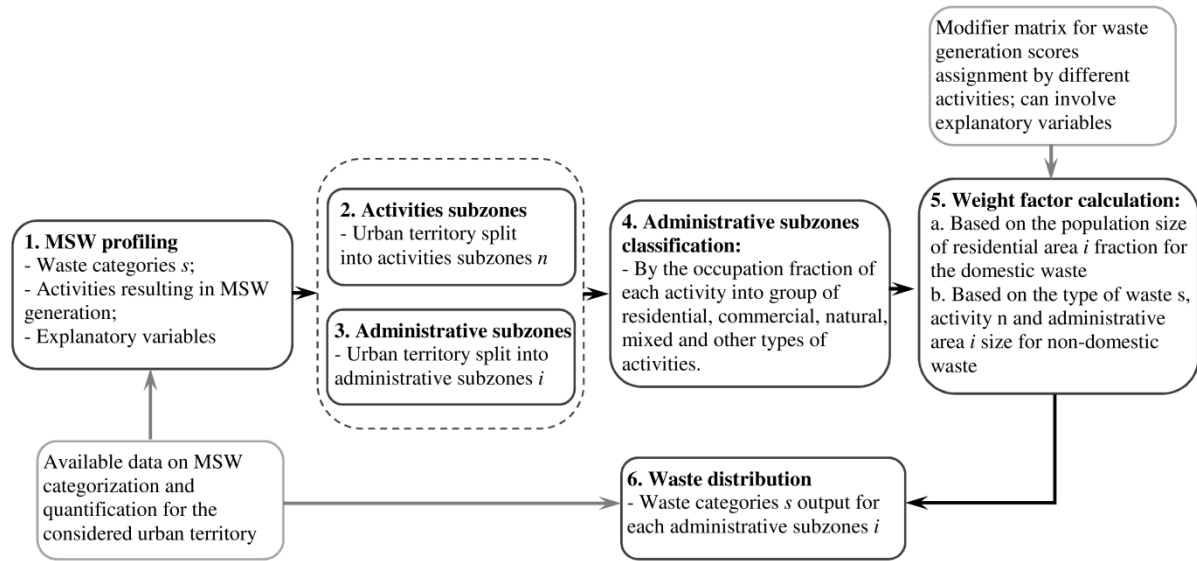 Modifier matrix for waste
generation scores
assignment by different
activities; can involve
explanatory variables
1. MSW profiling
- Waste categories s;
- Activities resulting in MSW
generation;
- Explanatory variables
2. Activities subzones
- Urban territory split
into activities subzones n
3. Administrative subzones
- Urban territory split into
administrative subzones i
4. Administrative subzones
classification:
- By the occupation fraction of
each activity into group of
residential, commercial, natural,
mixed and other types of
activities.
5. Weight factor calculation:
a. Based on the population size
of residential area i fraction for
the domestic waste
b. Based on the type of waste s,
activity n and administrative
area i size for non-domestic
waste
Available data on MSW
categorization and
quantification for the
considered urban territory
6. Waste distribution
- Waste categories s output for
each administrative subzones i